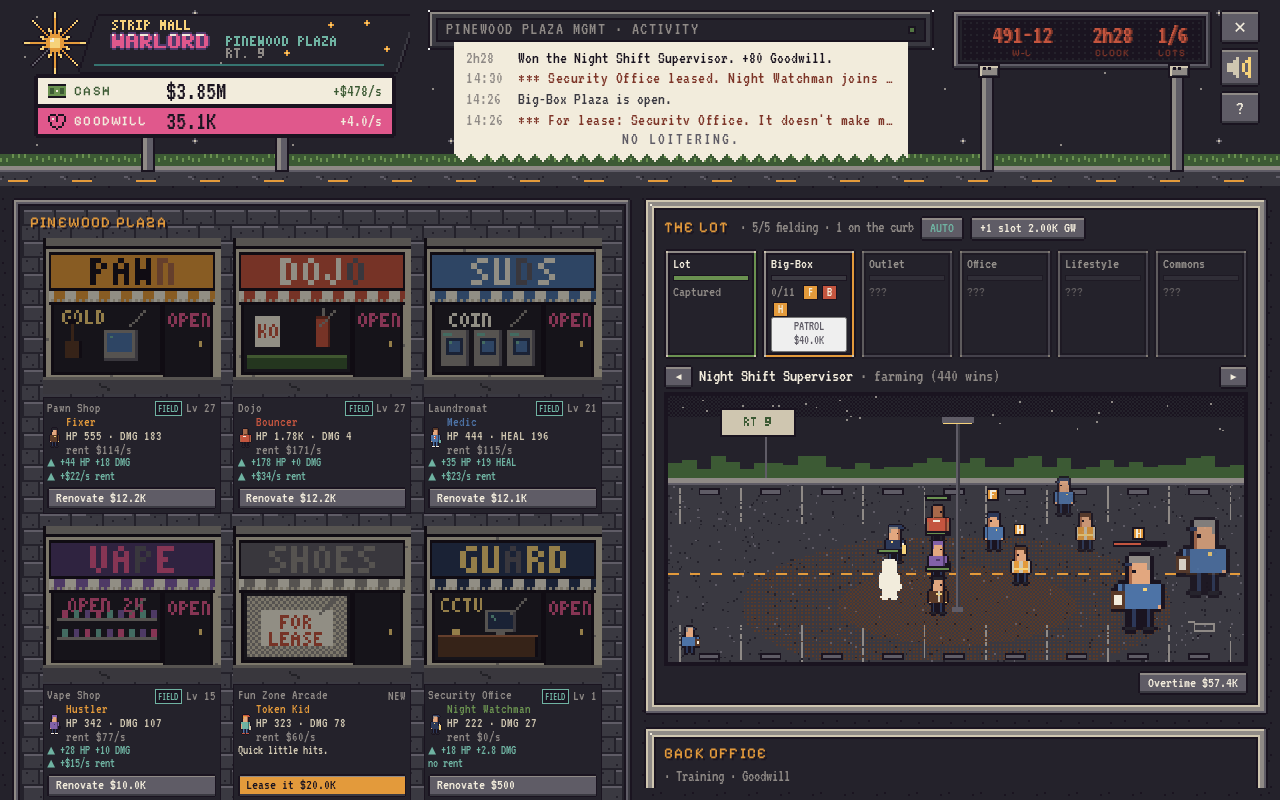 STRIP MALL
WARLORD
PINEWOOD PLAZA
RT. 9
CASH $3.85M +$478/s
GOODWILL 35.1K +4.0/s
PINEWOOD PLAZA MGMT · ACTIVITY
2h28 Won the Night Shift Supervisor. +80 Goodwill.
14:30 *** Security Office leased. Night Watchman joins …
14:26 Big-Box Plaza is open.
14:26 *** For lease: Security Office. It doesn't make m…
NO LOITERING.
491-12 2h28 1/6
W-L CLOCK LOTS
×
?
PINEWOOD PLAZA
PAWN DOJO SUDS
GOLD OPEN KO OPEN COIN OPEN
Pawn Shop FIELD Lv 27
Fixer
HP 555 · DMG 183
rent $114/s
▲ +44 HP +18 DMG
▲ +$22/s rent
Renovate $12.2K
Dojo FIELD Lv 27
Bouncer
HP 1.78K · DMG 4
rent $171/s
▲ +178 HP +0 DMG
▲ +$34/s rent
Renovate $12.2K
Laundromat FIELD Lv 21
Medic
HP 444 · HEAL 196
rent $115/s
▲ +35 HP +19 HEAL
▲ +$23/s rent
Renovate $12.1K
VAPE SHOES GUARD
OPEN 2K OPEN FOR LEASE CCTV
Vape Shop FIELD Lv 15
Hustler
HP 342 · DMG 107
rent $77/s
▲ +28 HP +10 DMG
▲ +$15/s rent
Renovate $10.0K
Fun Zone Arcade NEW
Token Kid
HP 323 · DMG 78
rent $60/s
Quick little hits.
Lease it $20.0K
Security Office FIELD Lv 1
Night Watchman
HP 222 · DMG 27
rent $0/s
▲ +18 HP +2.8 DMG
no rent
Renovate $500
THE LOT · 5/5 fielding · 1 on the curb AUTO +1 slot 2.00K GW
Lot
Captured
Big-Box
0/11 F B
H
PATROL
$40.0K
Outlet
???
Office
???
Lifestyle
???
Commons
???
◄ Night Shift Supervisor · farming (440 wins) ►
RT 9
F
H
H
Overtime $57.4K
BACK OFFICE
· Training · Goodwill